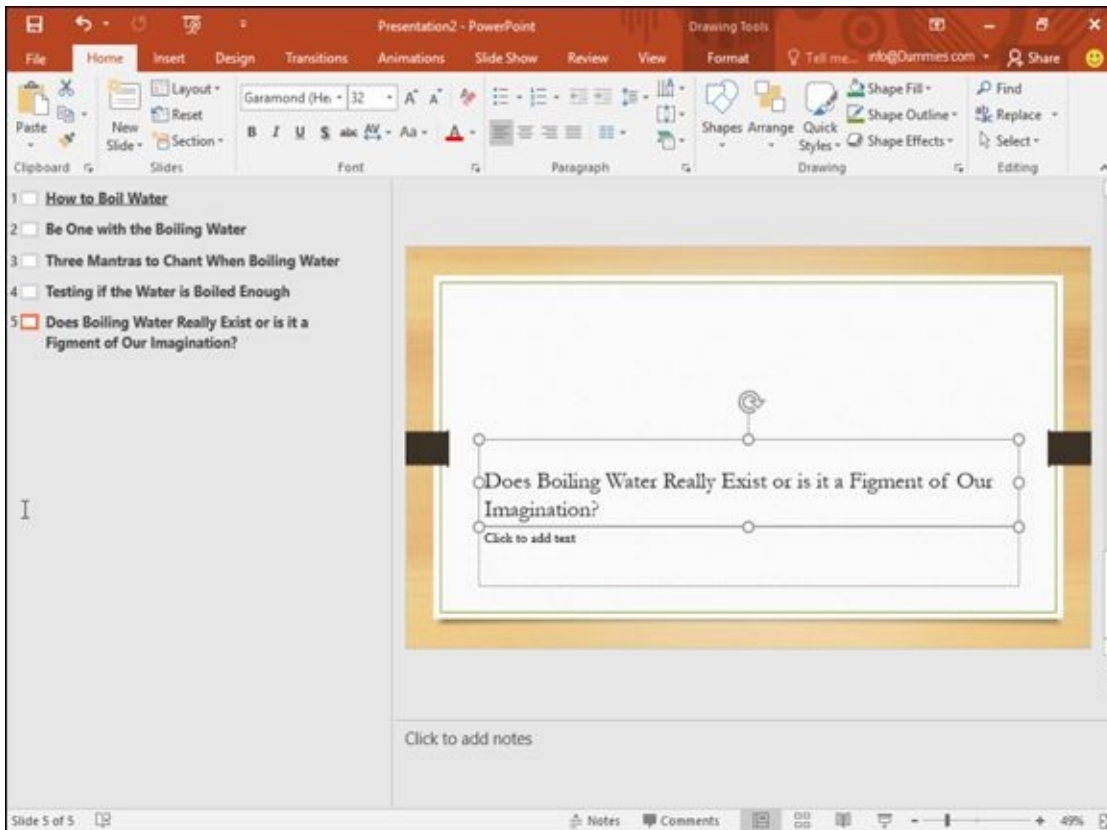 Presentation2 - PowerPoint
Drawing Tools
File Home Insert Design Transitions Animations Slide Show Review View Format Tell me... info@Dummies.com Share
Paste
New Slide
Layout
Reset
Section
Garamond (He 32
A A
B I U S abc AV Aa A
Shapes Arrange Quick Styles
Shape Fill
Shape Outline
Shape Effects
Find
Replace
Select
Clipboard Slides Font Paragraph Drawing Editing
1 How to Boil Water
2 Be One with the Boiling Water
3 Three Mantras to Chant When Boiling Water
4 Testing if the Water is Boiled Enough
5 Does Boiling Water Really Exist or is it a
Figment of Our Imagination?
Does Boiling Water Really Exist or is it a Figment of Our
Imagination?
Click to add text
Click to add notes
Slide 5 of 5 Notes Comments 49%